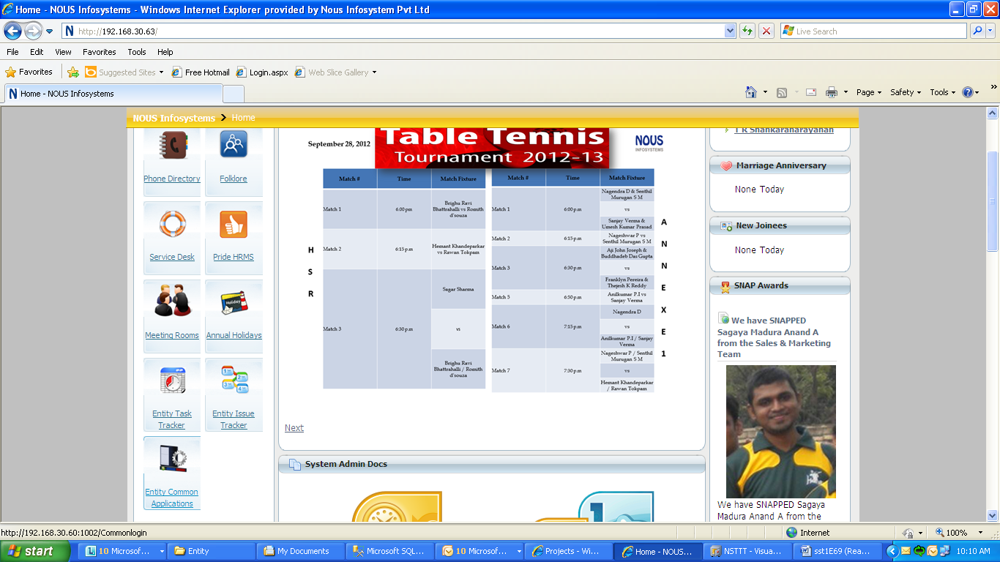 Home - NOUS Infosystems - Windows Internet Explorer provided by Nous Infosystem Pvt Ltd
http://192.168.30.63/
Live Search
File Edit View Favorites Tools Help
Favorites Suggested Sites Free Hotmail Login.aspx Web Slice Gallery
Home - NOUS Infosystems
Page Safety Tools
NOUS Infosystems > Home
Phone Directory
Folklore
Service Desk
Pride HRMS
Meeting Rooms
Annual Holidays
Holiday
Entity Task
Tracker
Entity Issue
Tracker
Entity Common
Applications
September 28, 2012
Table Tennis
Tournament 2012-13
NOUS
INFOSYSTEMS
H
S
R
Match # Time Match Fixture
Match 1 6:00 pm
Brighu Ravi
Bhattrahalli vs Romith
d'souza
Match 2 6:15 p.m
Hemant Khandeparkar
vs Rawan Tokpam
Match 3 6:30 p.m
Sagar Sharma
vs
Brighu Ravi
Bhattrahalli / Romith
d'souza
Match # Time Match Fixture
Match 1 6:00 p.m
Nagendra D & Senthil
Murugan S M
vs
Sanjay Verma &
Umesh Kumar Prasad
Match 2 6:15 p.m
Nageshwar P vs
Senthil Murugan S M
Match 3 6:30 p.m
Aji John Joseph &
Buddhadeb Das Gupta
vs
Franklyn Pereira &
Thejesh K Reddy
Match 5 6:50 p.m
Anilkumar P.I vs
Sanjay Verma
Match 6 7:15 p.m
Nagendra D
vs
Anilkumar P.I / Sanjay
Verma
Match 7 7:30 p.m
Nageshwar P / Senthil
Murugan S M
vs
Hemant Khandeparkar
/ Rawan Tokpam
A
N
N
E
X
E
1
Next
System Admin Docs
T R Shankaranarayanan
Marriage Anniversary
None Today
New Joinees
None Today
SNAP Awards
We have SNAPPED
Sagaya Madura Anand A
from the Sales & Marketing
Team
We have SNAPPED Sagaya
Madura Anand A from the
http://192.168.30.60:1002/Commonlogin
Internet
100%
start
10 Microsof...
Entity
My Documents
Microsoft SQL...
10 Microsof...
Projects - Win...
Home - NOUS...
NSTTT - Visua...
sst1E69 (Rea...
10:10 AM